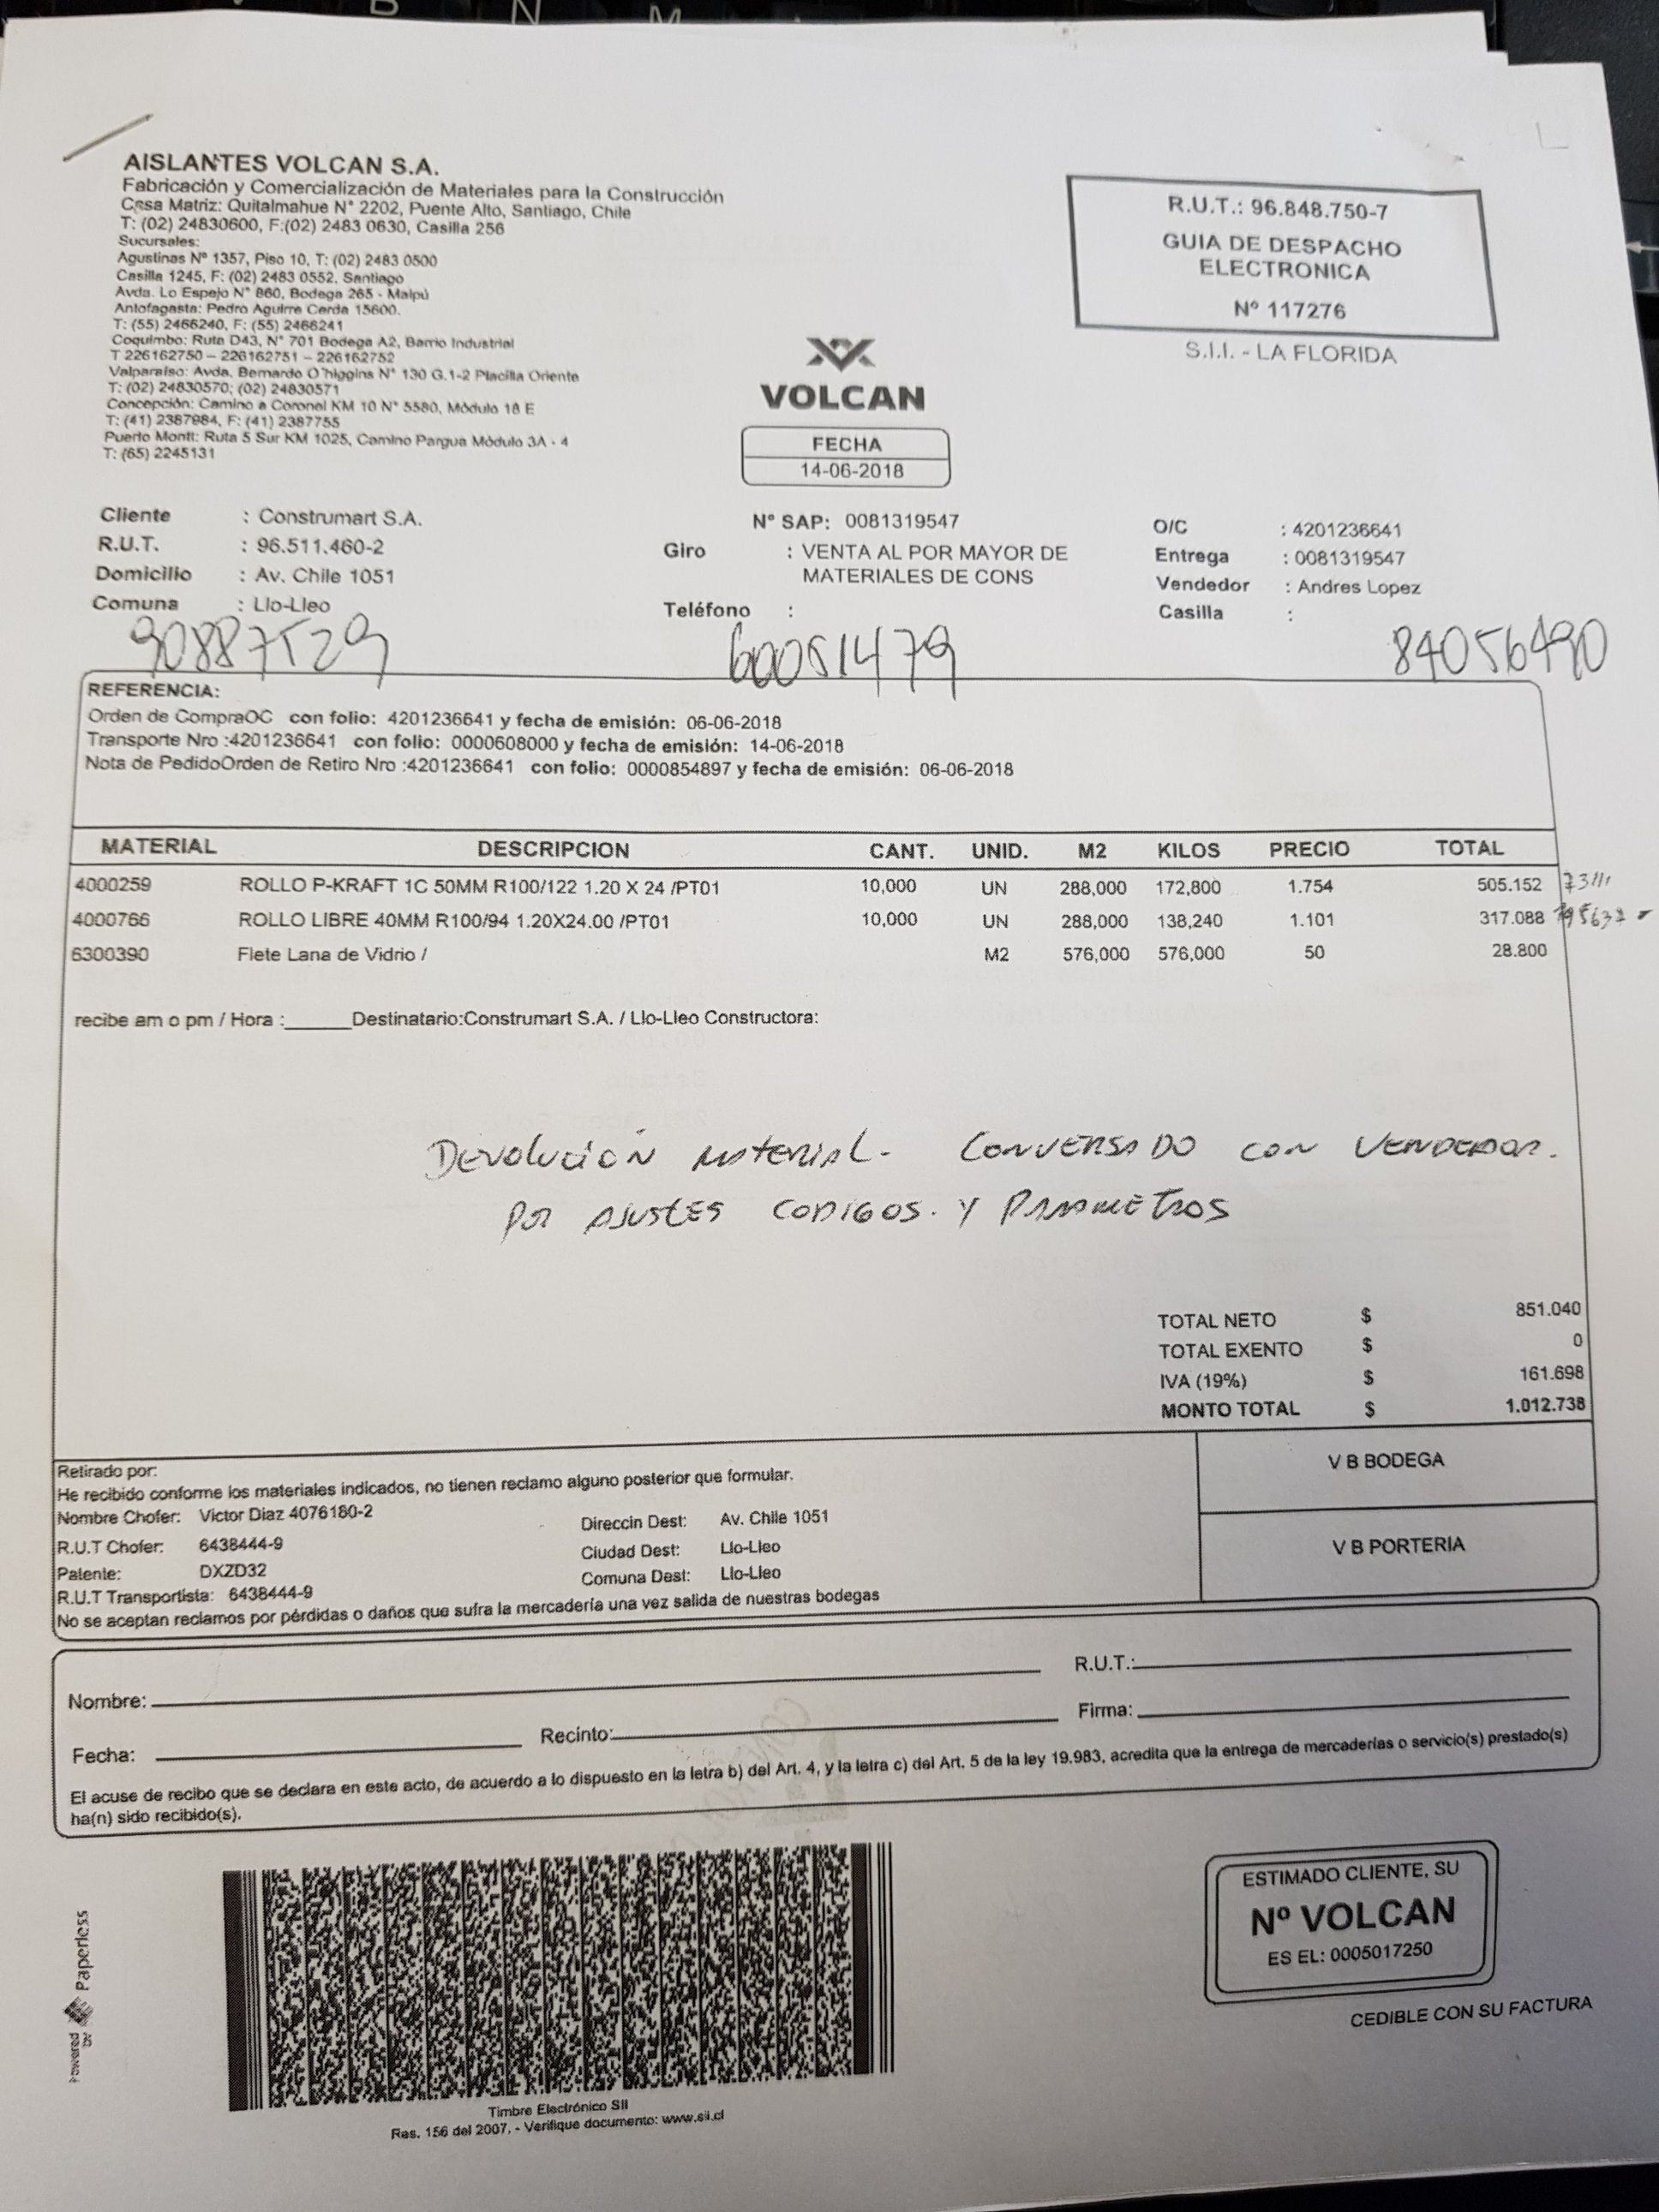 AISLANTES VOLCAN S.A.
Fabricación y Comercialización de Materiales para la Construcción
Casa Matriz: Quitalmahue N° 2202, Puente Alto, Santiago, Chile
T: (02) 24830600, F:(02) 2483 0630, Casilla 256
Sucursales:
Agustinas Nº 1357, Piso 10, T: (02) 2483 0500
Casilla 1245, F: (02) 2483 0552, Santiago
Avda. Lo Espejo N° 860, Bodega 265 - Maipú
Antofagasta: Pedro Aguirre Cerda 15600.
T: (55) 2466240, F: (55) 2466241
Coquimbo: Ruta D43, N° 701 Bodega A2, Barrio Industrial
T 226162750 – 226162751 – 226162752
Valparaíso: Avda. Bernardo O'higgins N° 130 G.1-2 Placilla Oriente
T: (02) 24830570; (02) 24830571
Concepción: Camino a Coronel KM 10 N° 5580, Módulo 18 E
T: (41) 2387984, F: (41) 2387755
Puerto Montt: Ruta 5 Sur KM 1025, Camino Pargua Módulo 3A - 4
T: (65) 2245131
R.U.T.: 96.848.750-7
GUIA DE DESPACHO
ELECTRONICA
Nº 117276
S.I.I. - LA FLORIDA
VOLCAN
FECHA
14-06-2018
Cliente : Construmart S.A.
R.U.T. : 96.511.460-2
Domicilio : Av. Chile 1051
Comuna : Llo-Lleo
N° SAP: 0081319547
Giro : VENTA AL POR MAYOR DE
MATERIALES DE CONS
Teléfono :
O/C : 4201236641
Entrega : 0081319547
Vendedor : Andres Lopez
Casilla :
90887529 60051479 84056490
REFERENCIA:
Orden de CompraOC con folio: 4201236641 y fecha de emisión: 06-06-2018
Transporte Nro :4201236641 con folio: 0000608000 y fecha de emisión: 14-06-2018
Nota de PedidoOrden de Retiro Nro :4201236641 con folio: 0000854897 y fecha de emisión: 06-06-2018
MATERIAL DESCRIPCION CANT. UNID. M2 KILOS PRECIO TOTAL
4000259 ROLLO P-KRAFT 1C 50MM R100/122 1.20 X 24 /PT01 10,000 UN 288,000 172,800 1.754 505.152
4000766 ROLLO LIBRE 40MM R100/94 1.20X24.00 /PT01 10,000 UN 288,000 138,240 1.101 317.088
6300390 Flete Lana de Vidrio / M2 576,000 576,000 50 28.800
recibe am o pm / Hora :______Destinatario:Construmart S.A. / Llo-Lleo Constructora:
DEVOLUCIÓN MATERIAL- CONVERSADO CON VENDEDOR.
POR AJUSTES CODIGOS. Y PARAMETROS
TOTAL NETO $ 851.040
TOTAL EXENTO $ 0
IVA (19%) $ 161.698
MONTO TOTAL $ 1.012.738
Retirado por:
He recibido conforme los materiales indicados, no tienen reclamo alguno posterior que formular.
Nombre Chofer: Victor Diaz 4076180-2
R.U.T Chofer: 6438444-9
Patente: DXZD32
R.U.T Transportista: 6438444-9
Direccin Dest: Av. Chile 1051
Ciudad Dest: Llo-Lleo
Comuna Dest: Llo-Lleo
No se aceptan reclamos por pérdidas o daños que sufra la mercadería una vez salida de nuestras bodegas
V B BODEGA
V B PORTERIA
Nombre: R.U.T.:
Fecha: Recinto: Firma:
El acuse de recibo que se declara en este acto, de acuerdo a lo dispuesto en la letra b) del Art. 4, y la letra c) del Art. 5 de la ley 19.983, acredita que la entrega de mercaderías o servicio(s) prestado(s)
ha(n) sido recibido(s).
Powered by Paperless
Timbre Electrónico SII
Res. 156 del 2007. - Verifique documento: www.sii.cl
ESTIMADO CLIENTE, SU
Nº VOLCAN
ES EL: 0005017250
CEDIBLE CON SU FACTURA